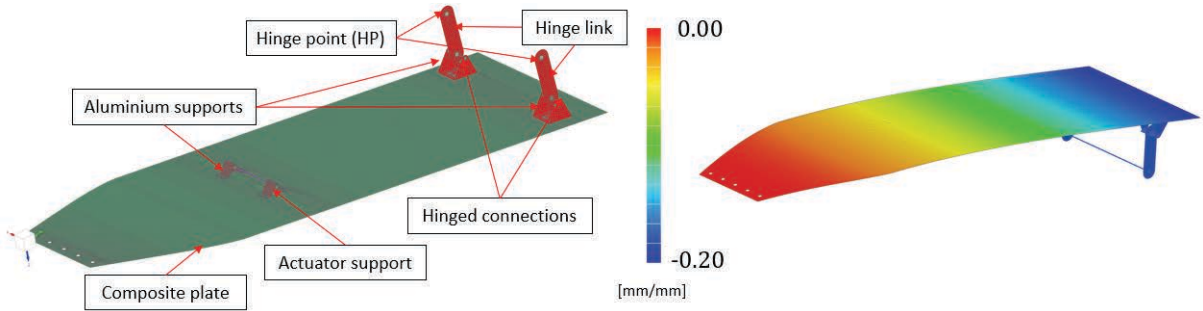 Hinge point (HP)
Hinge link
Aluminium supports
Hinged connections
Actuator support
Composite plate
0.00
-0.20
[mm/mm]